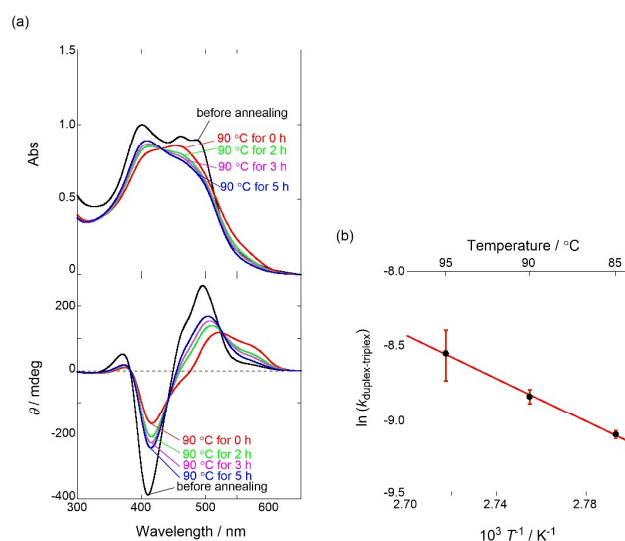 (a)
1.5
1.0
0.5
0
Abs
before annealing
90 °C for 0 h
90 °C for 2 h
90 °C for 3 h
90 °C for 5 h
200
0
-200
-400
∂ / mdeg
90 °C for 0 h
90 °C for 2 h
90 °C for 3 h
90 °C for 5 h
before annealing
300 400 500 600
Wavelength / nm
(b)
Temperature / °C
95 90 85
-8.0
-8.5
-9.0
-9.5
ln (kduplex-triplex)
2.70 2.74 2.78
10³ T⁻¹ / K⁻¹